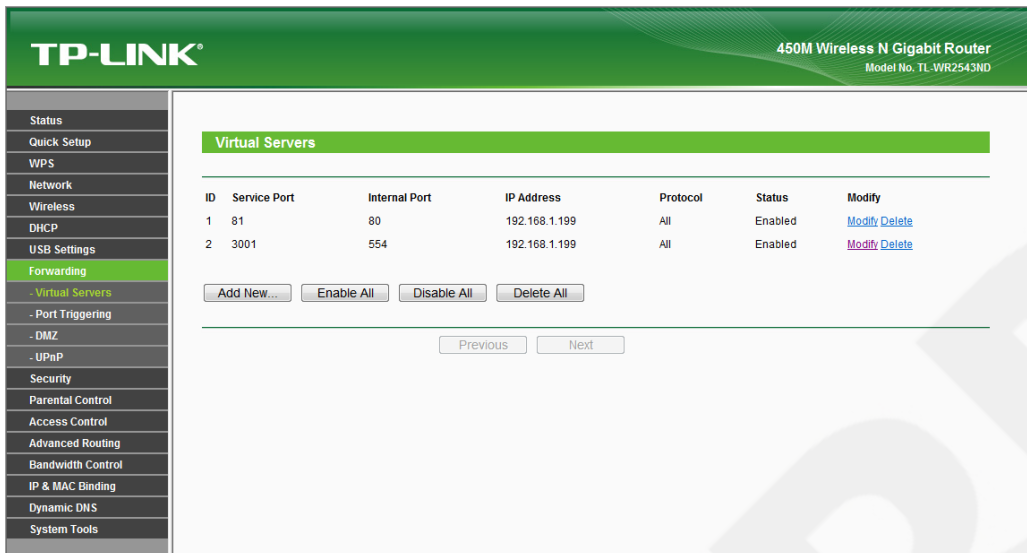 TP-LINK®
450M Wireless N Gigabit Router
Model No. TL-WR2543ND
Status
Quick Setup
WPS
Network
Wireless
DHCP
USB Settings
Forwarding
- Virtual Servers
- Port Triggering
- DMZ
- UPnP
Security
Parental Control
Access Control
Advanced Routing
Bandwidth Control
IP & MAC Binding
Dynamic DNS
System Tools
Virtual Servers
ID Service Port Internal Port IP Address Protocol Status Modify
1 81 80 192.168.1.199 All Enabled Modify Delete
2 3001 554 192.168.1.199 All Enabled Modify Delete
Add New... Enable All Disable All Delete All
Previous Next